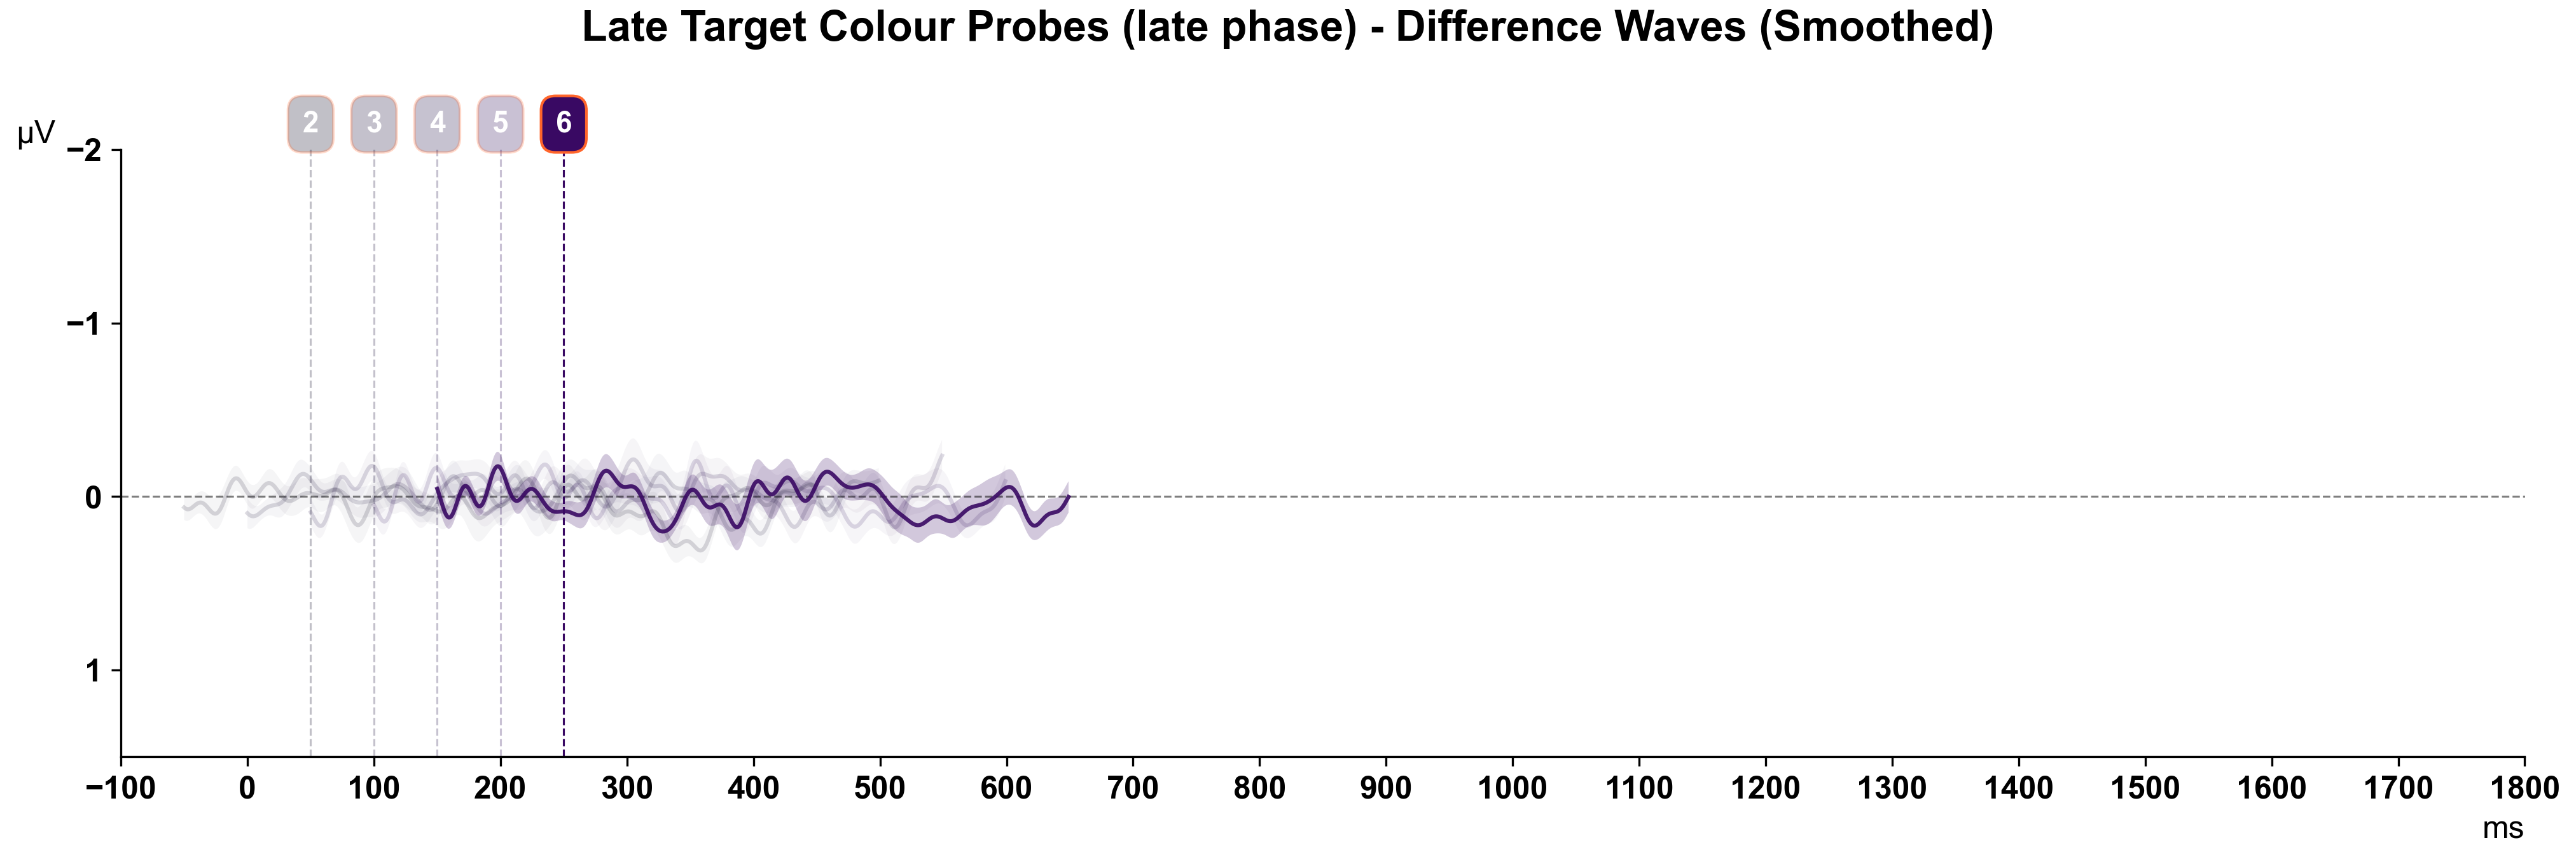 Late Target Colour Probes (late phase) - Difference Waves (Smoothed)
2 3 4 5 6
µV
−2
−1
0
1
−100 0 100 200 300 400 500 600 700 800 900 1000 1100 1200 1300 1400 1500 1600 1700 1800
ms